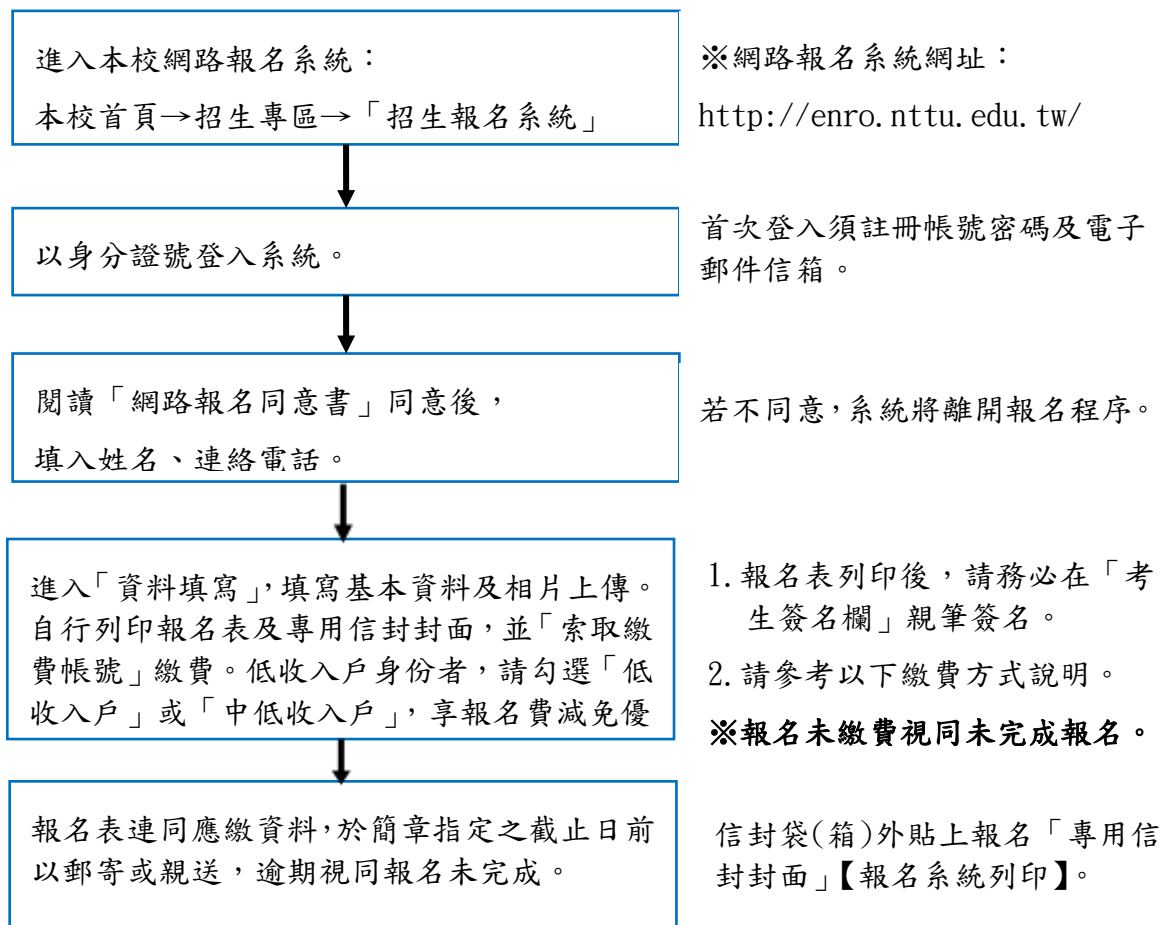 進入本校網路報名系統：
本校首頁→招生專區→「招生報名系統」
※網路報名系統網址：
http://enro.nttu.edu.tw/
以身分證號登入系統。
首次登入須註冊帳號密碼及電子
郵件信箱。
閱讀「網路報名同意書」同意後，
填入姓名、連絡電話。
若不同意，系統將離開報名程序。
進入「資料填寫」，填寫基本資料及相片上傳。
自行列印報名表及專用信封封面，並「索取繳
費帳號」繳費。低收入戶身份者，請勾選「低
收入戶」或「中低收入戶」，享報名費減免優
1.報名表列印後，請務必在「考
生簽名欄」親筆簽名。
2.請參考以下繳費方式說明。
※報名未繳費視同未完成報名。
報名表連同應繳資料，於簡章指定之截止日前
以郵寄或親送，逾期視同報名未完成。
信封袋(箱)外貼上報名「專用信
封封面」【報名系統列印】。